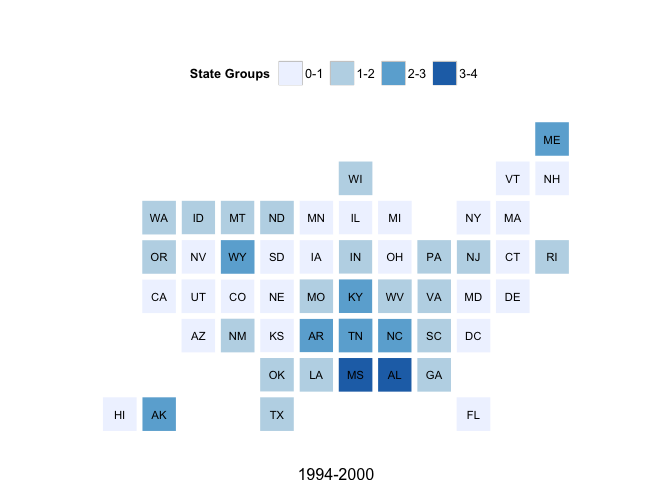 State Groups 0-1 1-2 2-3 3-4
ME
WI VT NH
WA ID MT ND MN IL MI NY MA
OR NV WY SD IA IN OH PA NJ CT RI
CA UT CO NE MO KY WV VA MD DE
AZ NM KS AR TN NC SC DC
OK LA MS AL GA
HI AK TX FL
1994-2000